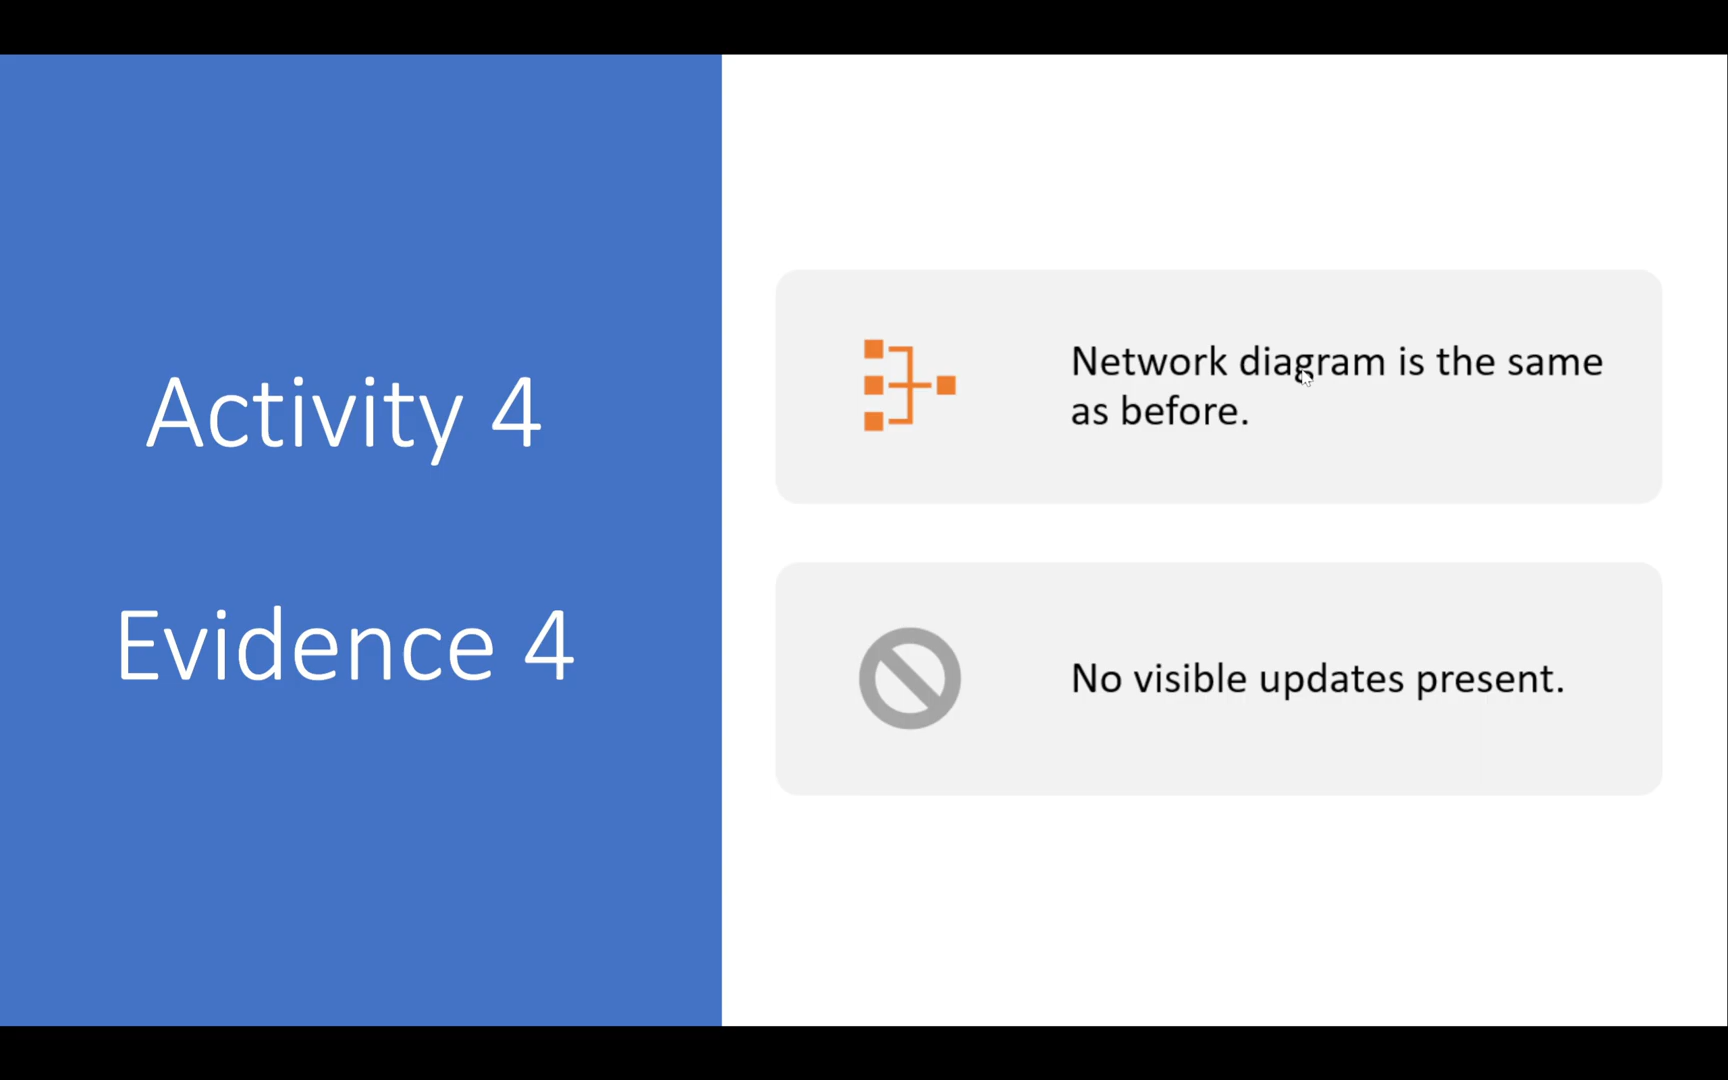 Activity 4
Evidence 4
Network diagram is the same
as before.
No visible updates present.